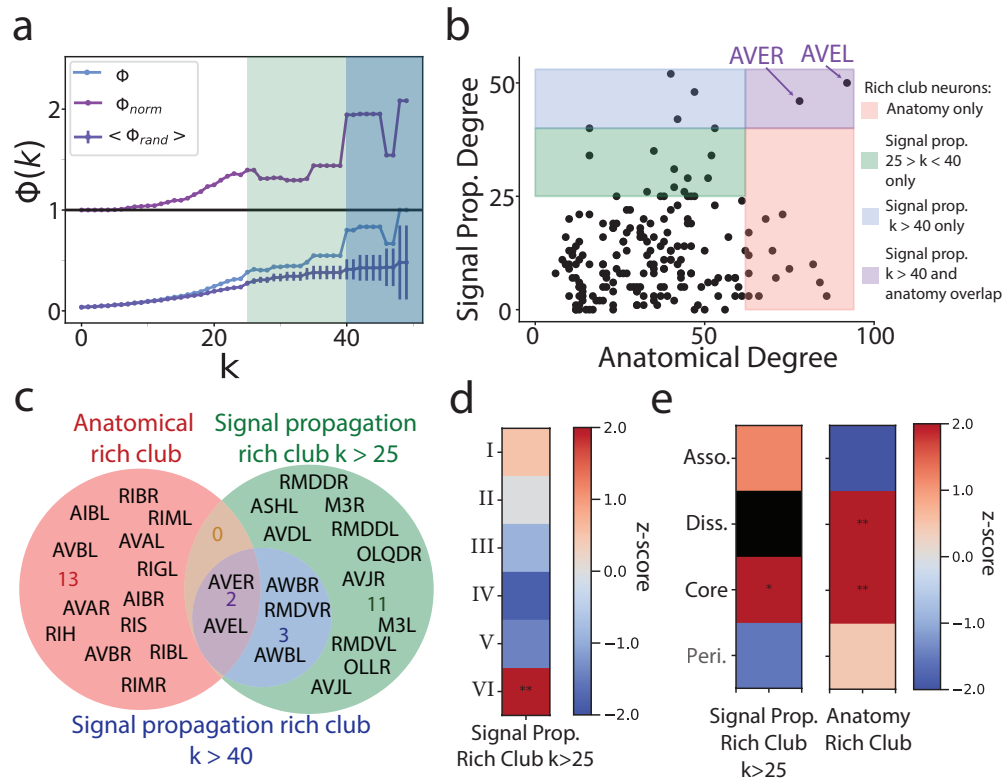 a
Φ
Φnorm
< Φrand >
Φ(k)
2
1
0
0
20
40
k
b
AVEL
AVER
Signal Prop. Degree
50
25
0
0
50
100
Anatomical Degree
Rich club neurons:
Anatomy only
Signal prop.
25 > k < 40
only
Signal prop.
k > 40 only
Signal prop.
k > 40 and
anatomy overlap
c
Anatomical
rich club
Signal propagation
rich club k > 25
RIBR
AIBL
RIML
AVBL
AVAL
13
RIGL
AVAR
AIBR
RIH
RIS
AVBR
RIBL
RIMR
0
AVER
2
AVEL
AWBR
RMDVR
3
AWBL
RMDDR
ASHL
M3R
AVDL
RMDDL
OLQDR
AVJR
11
M3L
RMDVL
OLLR
AVJL
Signal propagation rich club
k > 40
d
I
II
III
IV
V
VI
**
Signal Prop.
Rich Club k>25
2.0
1.0
0.0
−1.0
−2.0
z-score
e
Asso.
Diss.
Core
Peri.
*
**
**
Signal Prop.
Rich Club
k>25
Anatomy
Rich Club
2.0
1.0
0.0
−1.0
−2.0
z-score